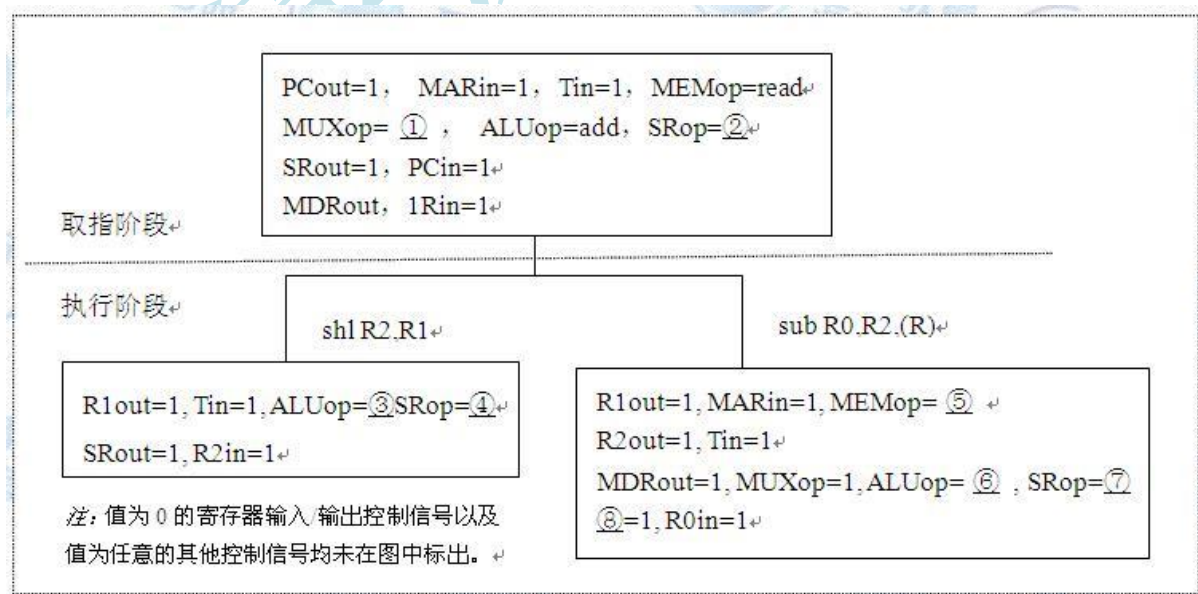 PCout=1， MARin=1，Tin=1，MEMop=read↵
MUXop= ① ， ALUop=add，SRop=②↵
SRout=1，PCin=1↵
MDRout，1Rin=1↵
取指阶段↵
执行阶段↵
shl R2,R1↵
sub R0,R2,(R)↵
R1out=1, Tin=1, ALUop=③SRop=④↵
SRout=1, R2in=1↵
R1out=1, MARin=1, MEMop= ⑤ ↵
R2out=1, Tin=1↵
MDRout=1, MUXop=1, ALUop= ⑥ , SRop=⑦
⑧=1, R0in=1↵
注：值为 0 的寄存器输入/输出控制信号以及
值为任意的其他控制信号均未在图中标出。↵